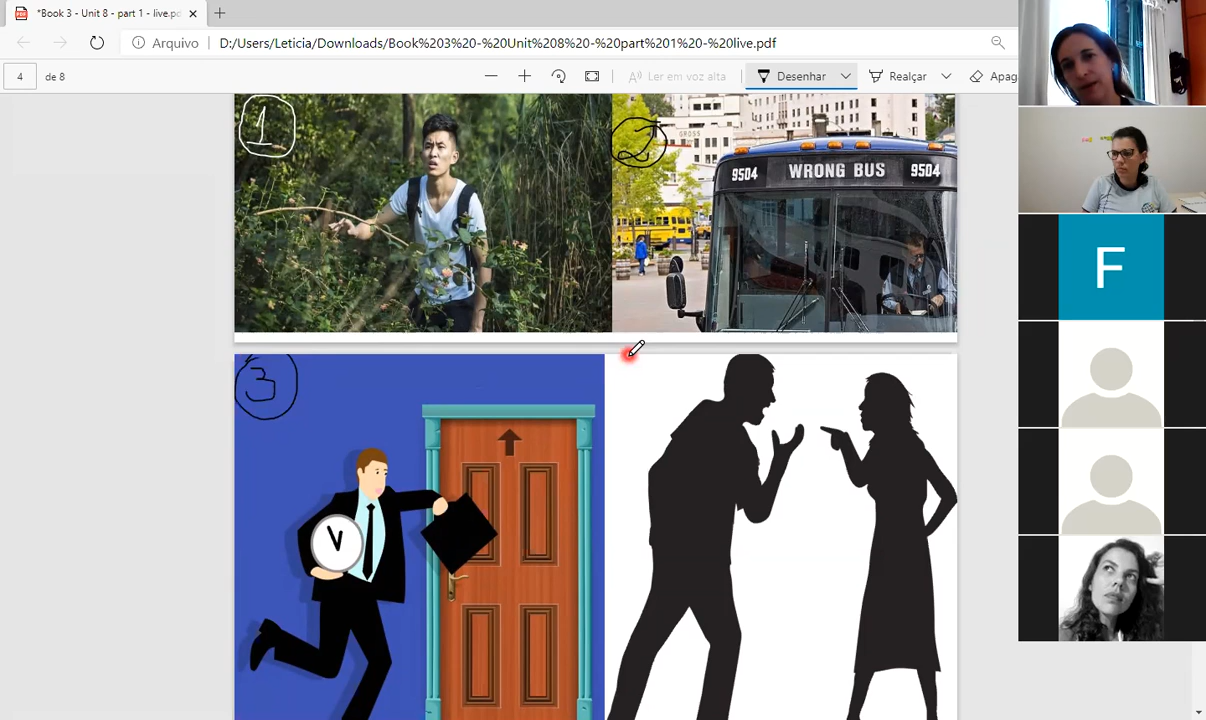 *Book 3 - Unit 8 - part 1 - live.pd
Arquivo
D:/Users/Leticia/Downloads/Book%203%20-%20Unit%208%20-%20part%201%20-%20live.pdf
4
de 8
Ler em voz alta
Desenhar
Realçar
Apag
1
2
GROSS
9504 WRONG BUS 9504
F
3